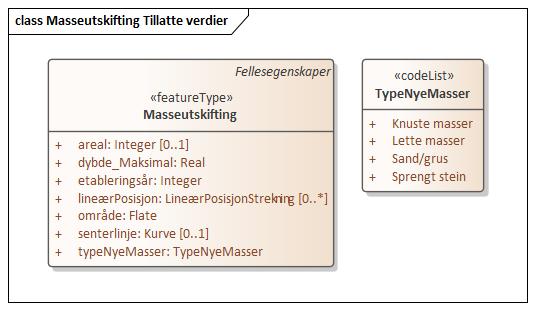 class Masseutskifting Tillatte verdier
Fellesegenskaper
«featureType»
Masseutskifting
+ areal: Integer [0..1]
+ dybde_Maksimal: Real
+ etableringsår: Integer
+ lineærPosisjon: LineærPosisjonStrekning [0..*]
+ område: Flate
+ senterlinje: Kurve [0..1]
+ typeNyeMasser: TypeNyeMasser
«codeList»
TypeNyeMasser
+ Knuste masser
+ Lette masser
+ Sand/grus
+ Sprengt stein